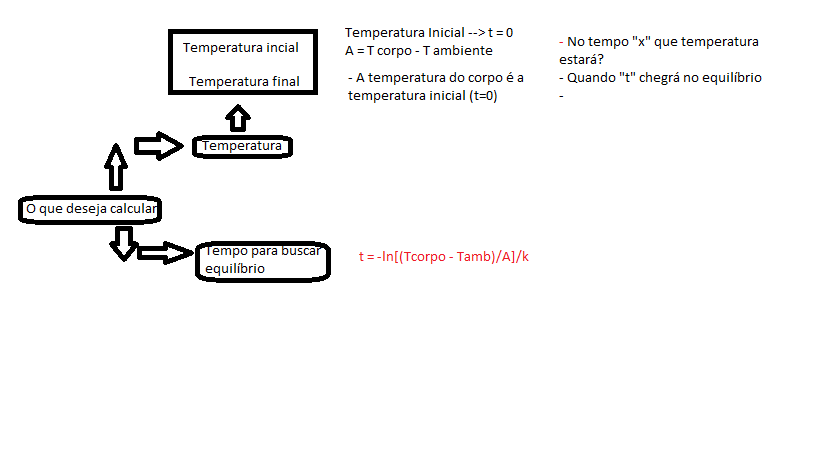 Temperatura incial
Temperatura final
Temperatura Inicial --> t = 0
A = T corpo - T ambiente
- A temperatura do corpo é a
temperatura inicial (t=0)
- No tempo "x" que temperatura
estará?
- Quando "t" chegrá no equilíbrio
-
Temperatura
O que deseja calcular
Tempo para buscar
equilíbrio
t = -ln[(Tcorpo - Tamb)/A]/k